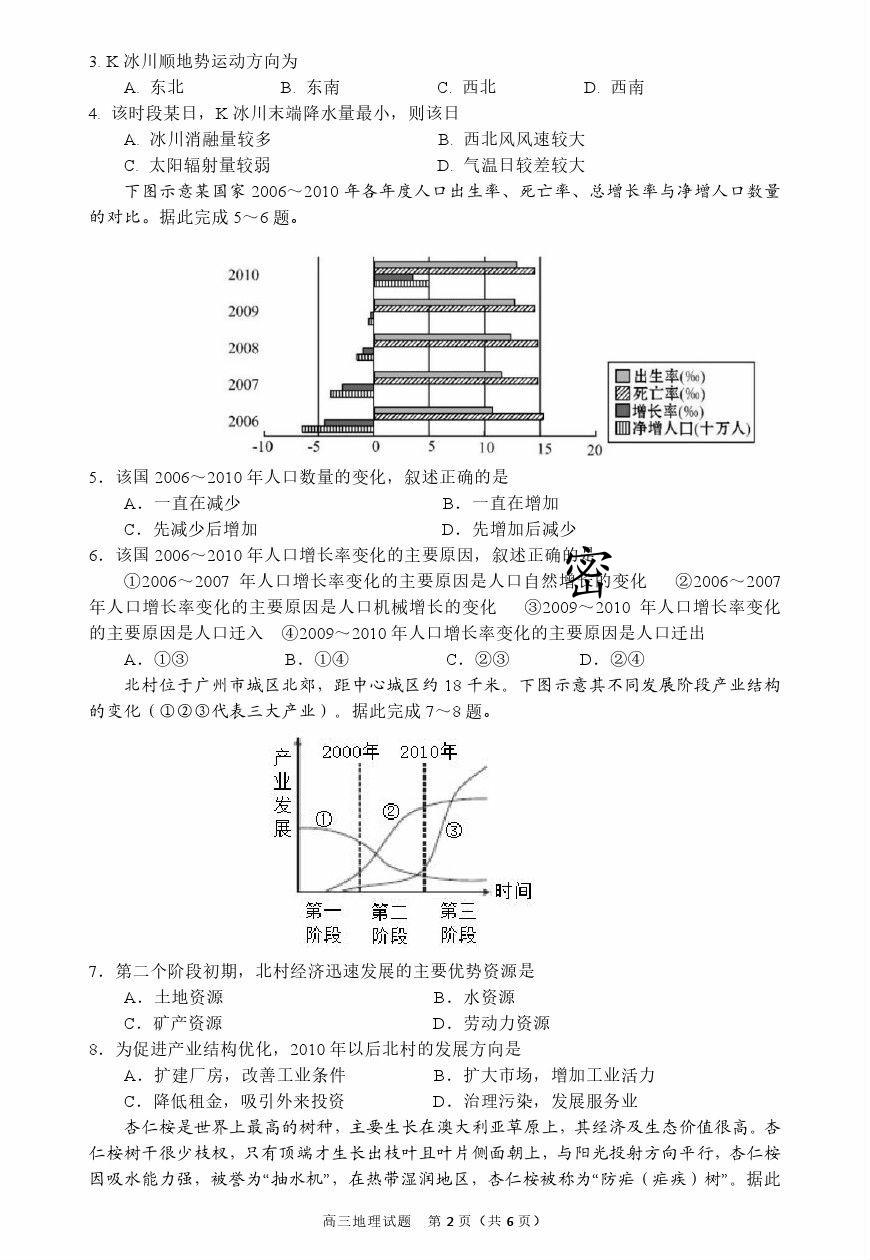 3. K 冰川顺地势运动方向为
A. 东北 B. 东南 C. 西北 D. 西南
4. 该时段某日，K 冰川末端降水量最小，则该日
A. 冰川消融量较多 B. 西北风风速较大
C. 太阳辐射量较弱 D. 气温日较差较大
下图示意某国家 2006～2010 年各年度人口出生率、死亡率、总增长率与净增人口数量
的对比。据此完成 5～6 题。
2010
2009
2008
2007
2006
-10 -5 0 5 10 15 20
出生率(‰)
死亡率(‰)
增长率(‰)
净增人口(十万人)
5．该国 2006～2010 年人口数量的变化，叙述正确的是
A．一直在减少 B．一直在增加
C．先减少后增加 D．先增加后减少
6．该国 2006～2010 年人口增长率变化的主要原因，叙述正确的是
密
①2006～2007 年人口增长率变化的主要原因是人口自然增长的变化 ②2006～2007
年人口增长率变化的主要原因是人口机械增长的变化 ③2009～2010 年人口增长率变化
的主要原因是人口迁入 ④2009～2010 年人口增长率变化的主要原因是人口迁出
A．①③ B．①④ C．②③ D．②④
北村位于广州市城区北郊，距中心城区约 18 千米。下图示意其不同发展阶段产业结构
的变化（①②③代表三大产业）。据此完成 7～8 题。
产业发展
2000年 2010年
①
②
③
时间
第一阶段 第二阶段 第三阶段
7．第二个阶段初期，北村经济迅速发展的主要优势资源是
A．土地资源 B．水资源
C．矿产资源 D．劳动力资源
8．为促进产业结构优化，2010 年以后北村的发展方向是
A．扩建厂房，改善工业条件 B．扩大市场，增加工业活力
C．降低租金，吸引外来投资 D．治理污染，发展服务业
杏仁桉是世界上最高的树种，主要生长在澳大利亚草原上，其经济及生态价值很高。杏
仁桉树干很少枝杈，只有顶端才生长出枝叶且叶片侧面朝上，与阳光投射方向平行，杏仁桉
因吸水能力强，被誉为“抽水机”，在热带湿润地区，杏仁桉被称为“防疟（疟疾）树”。据此
高三地理试题 第 2 页（共 6 页）